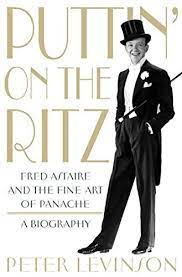 PUTTIN'
ON THE
RITZ
FRED ASTAIRE
AND THE FINE ART
OF PANACHE
A BIOGRAPHY
PETER LEVINSON